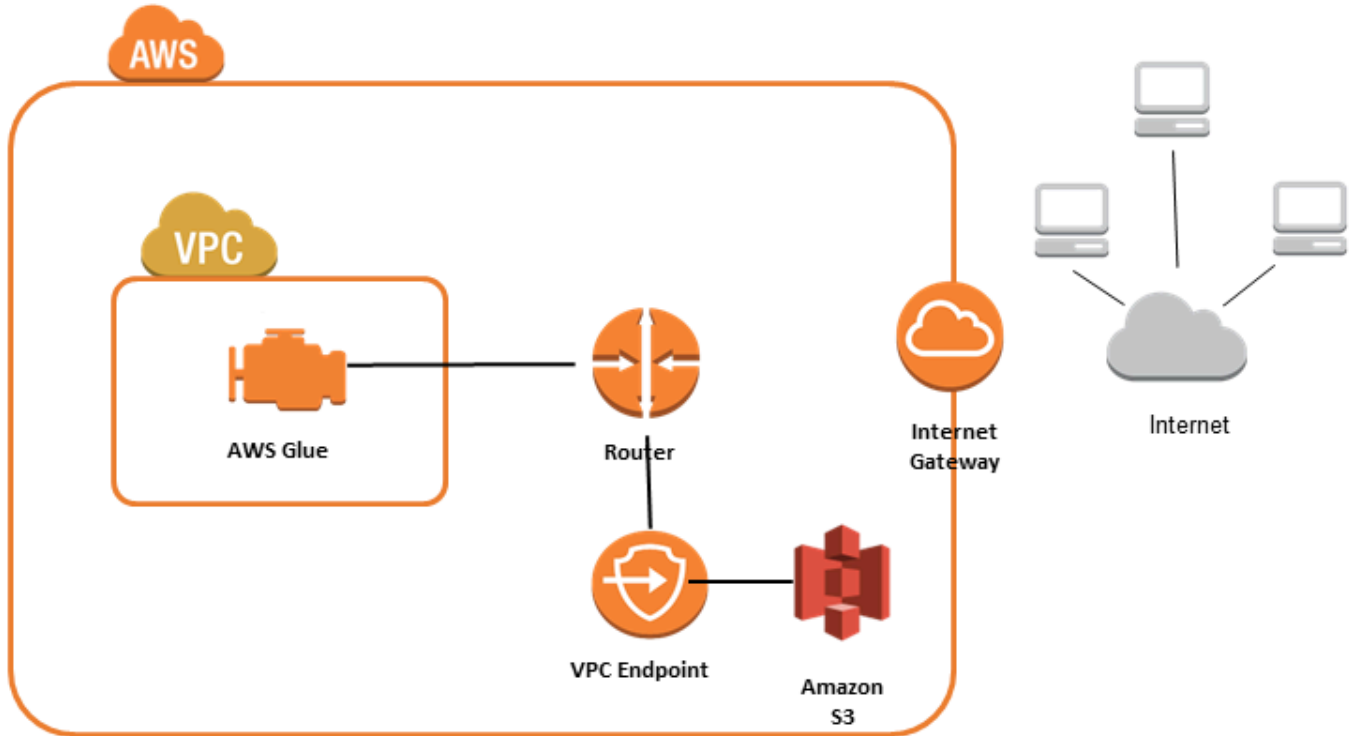 AWS
VPC
AWS Glue
Router
Internet
Gateway
Internet
VPC Endpoint
Amazon
S3